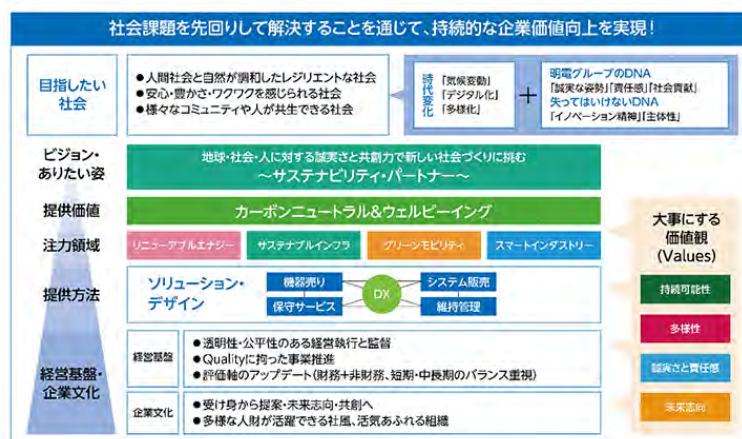 社会課題を先回りして解決することを通じて、持続的な企業価値向上を実現！
目指したい
社会
●人間社会と自然が調和したレジリエントな社会
●安心・豊かさ・ワクワクを感じられる社会
●様々なコミュニティや人が共生できる社会
時代変化
「気候変動」
「デジタル化」
「多様化」
+
明電グループのDNA
「誠実な姿勢」「責任感」「社会貢献」
失ってはいけないDNA
「イノベーション精神」「主体性」
ビジョン・
ありたい姿
地球・社会・人に対する誠実さと共創力で新しい社会づくりに挑む
～サステナビリティ・パートナー～
提供価値
カーボンニュートラル&ウェルビーイング
注力領域
リニューアブルエナジー
サステナブルインフラ
グリーンモビリティ
スマートインダストリー
提供方法
ソリューション・
デザイン
機器売り
システム販売
DX
保守サービス
維持管理
経営基盤・
企業文化
経営基盤
●透明性・公平性のある経営執行と監督
●Qualityに拘った事業推進
●評価軸のアップデート（財務+非財務、短期・中長期のバランス重視）
企業文化
●受け身から提案・未来志向・共創へ
●多様な人財が活躍できる社風、活気あふれる組織
大事にする
価値観
(Values)
持続可能性
多様性
誠実さと責任感
未来志向